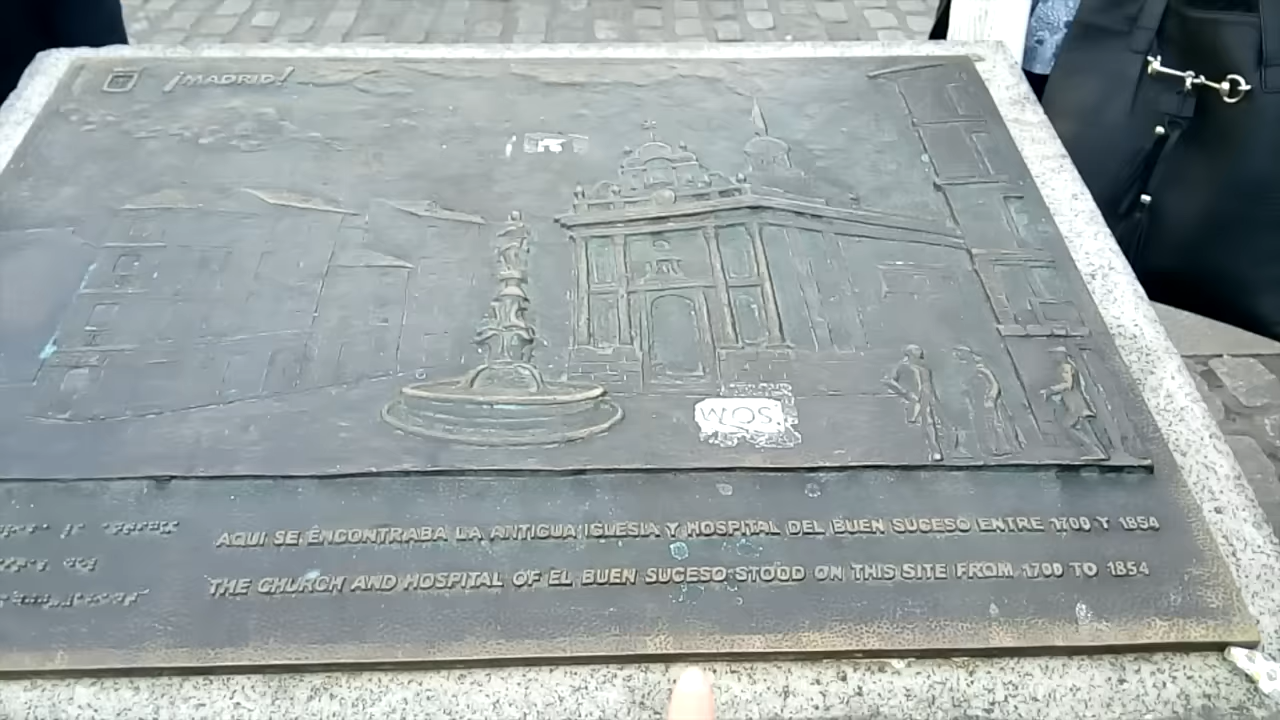 ¡MADRID!
WOS
AQUI SE ENCONTRABA LA ANTIGUA IGLESIA Y HOSPITAL DEL BUEN SUCESO ENTRE 1700 Y 1854
THE CHURCH AND HOSPITAL OF EL BUEN SUCESO STOOD ON THIS SITE FROM 1700 TO 1854